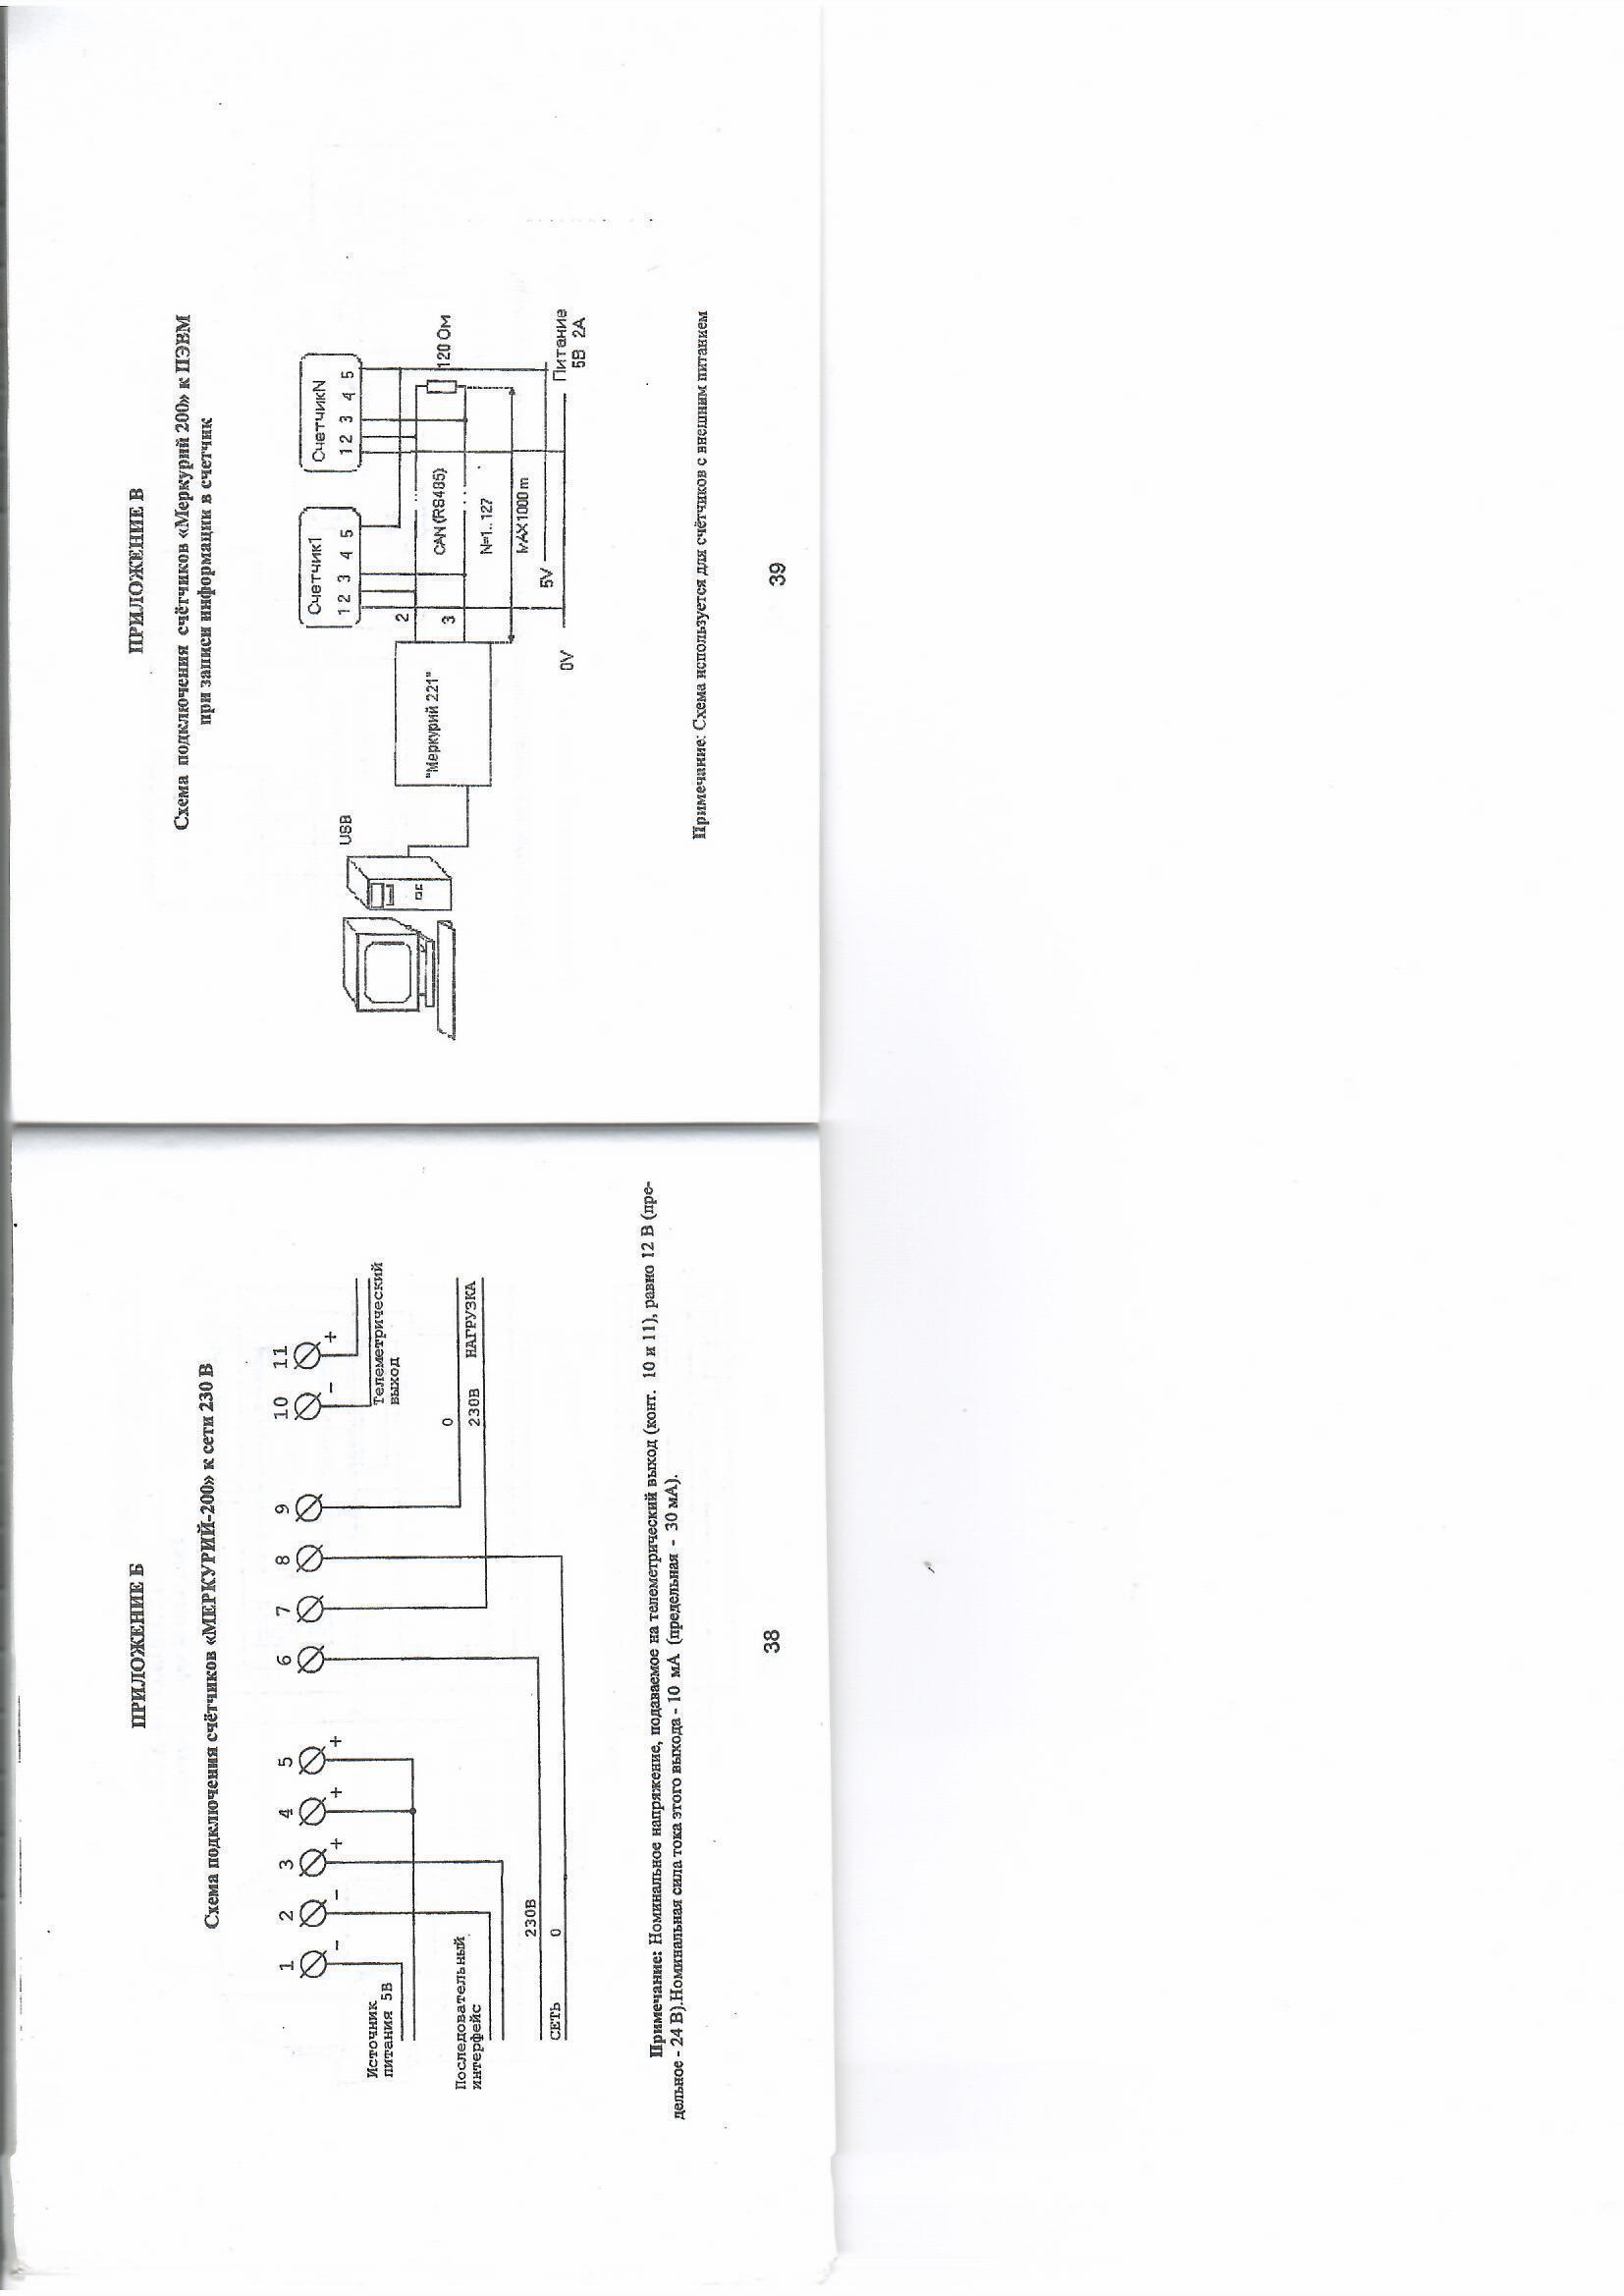 ПРИЛОЖЕНИЕ Б
Схема подключения счётчиков «МЕРКУРИЙ-200» к сети 230 В
1 2 3 4 5 6 7 8 9 10 11
- - + + + - +
Источник
питания 5В
Телеметрический
выход
Последовательный
интерфейс
0
230В НАГРУЗКА
230В
СЕТЬ 0
Примечание: Номинальное напряжение, подаваемое на телеметрический выход (конт. 10 и 11), равно 12 В (пре-
дельное - 24 В).Номинальная сила тока этого выхода - 10 мА (предельная - 30 мА).
38
ПРИЛОЖЕНИЕ В
Схема подключения счётчиков «Меркурий 200» к ПЭВМ
при записи информации в счетчик
Счетчик1 СчетчикN
1 2 3 4 5 1 2 3 4 5
USB
2
"Меркурий 221"
CAN (RS485)
120 Ом
3
N=1..127
MAX1000 m
5V
0V
Питание
5В 2А
Примечание: Схема используется для счётчиков с внешним питанием
39